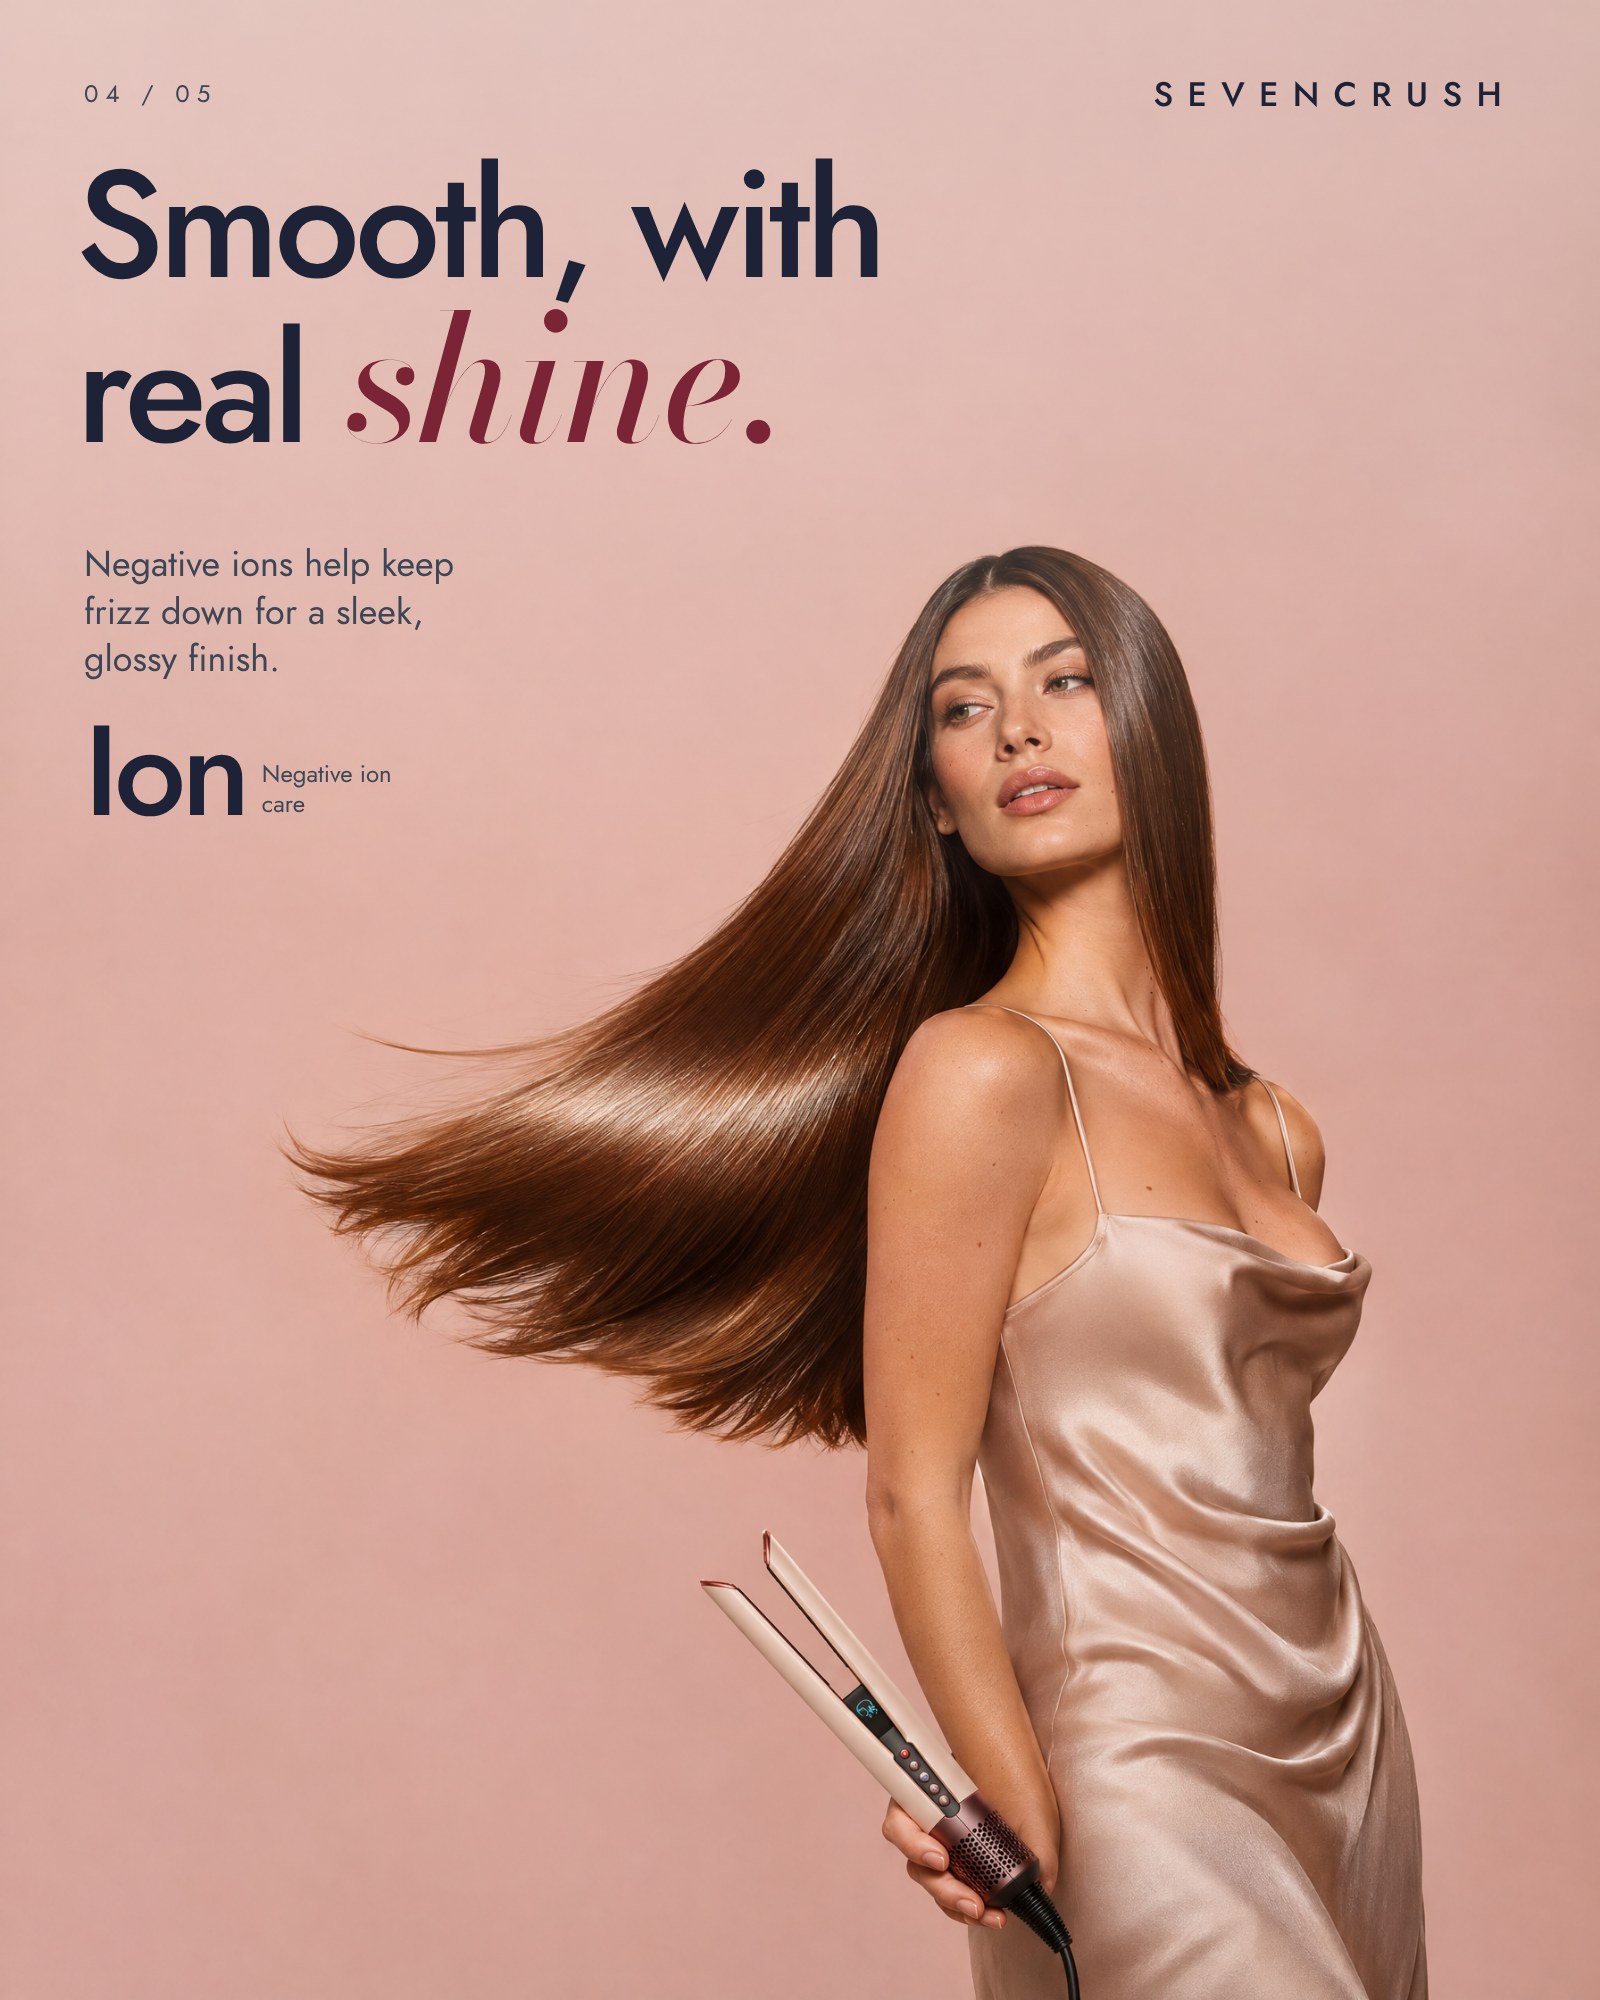 04 / 05
SEVENCRUSH
Smooth, with
real shine.
Negative ions help keep
frizz down for a sleek,
glossy finish.
Ion
Negative ion
care